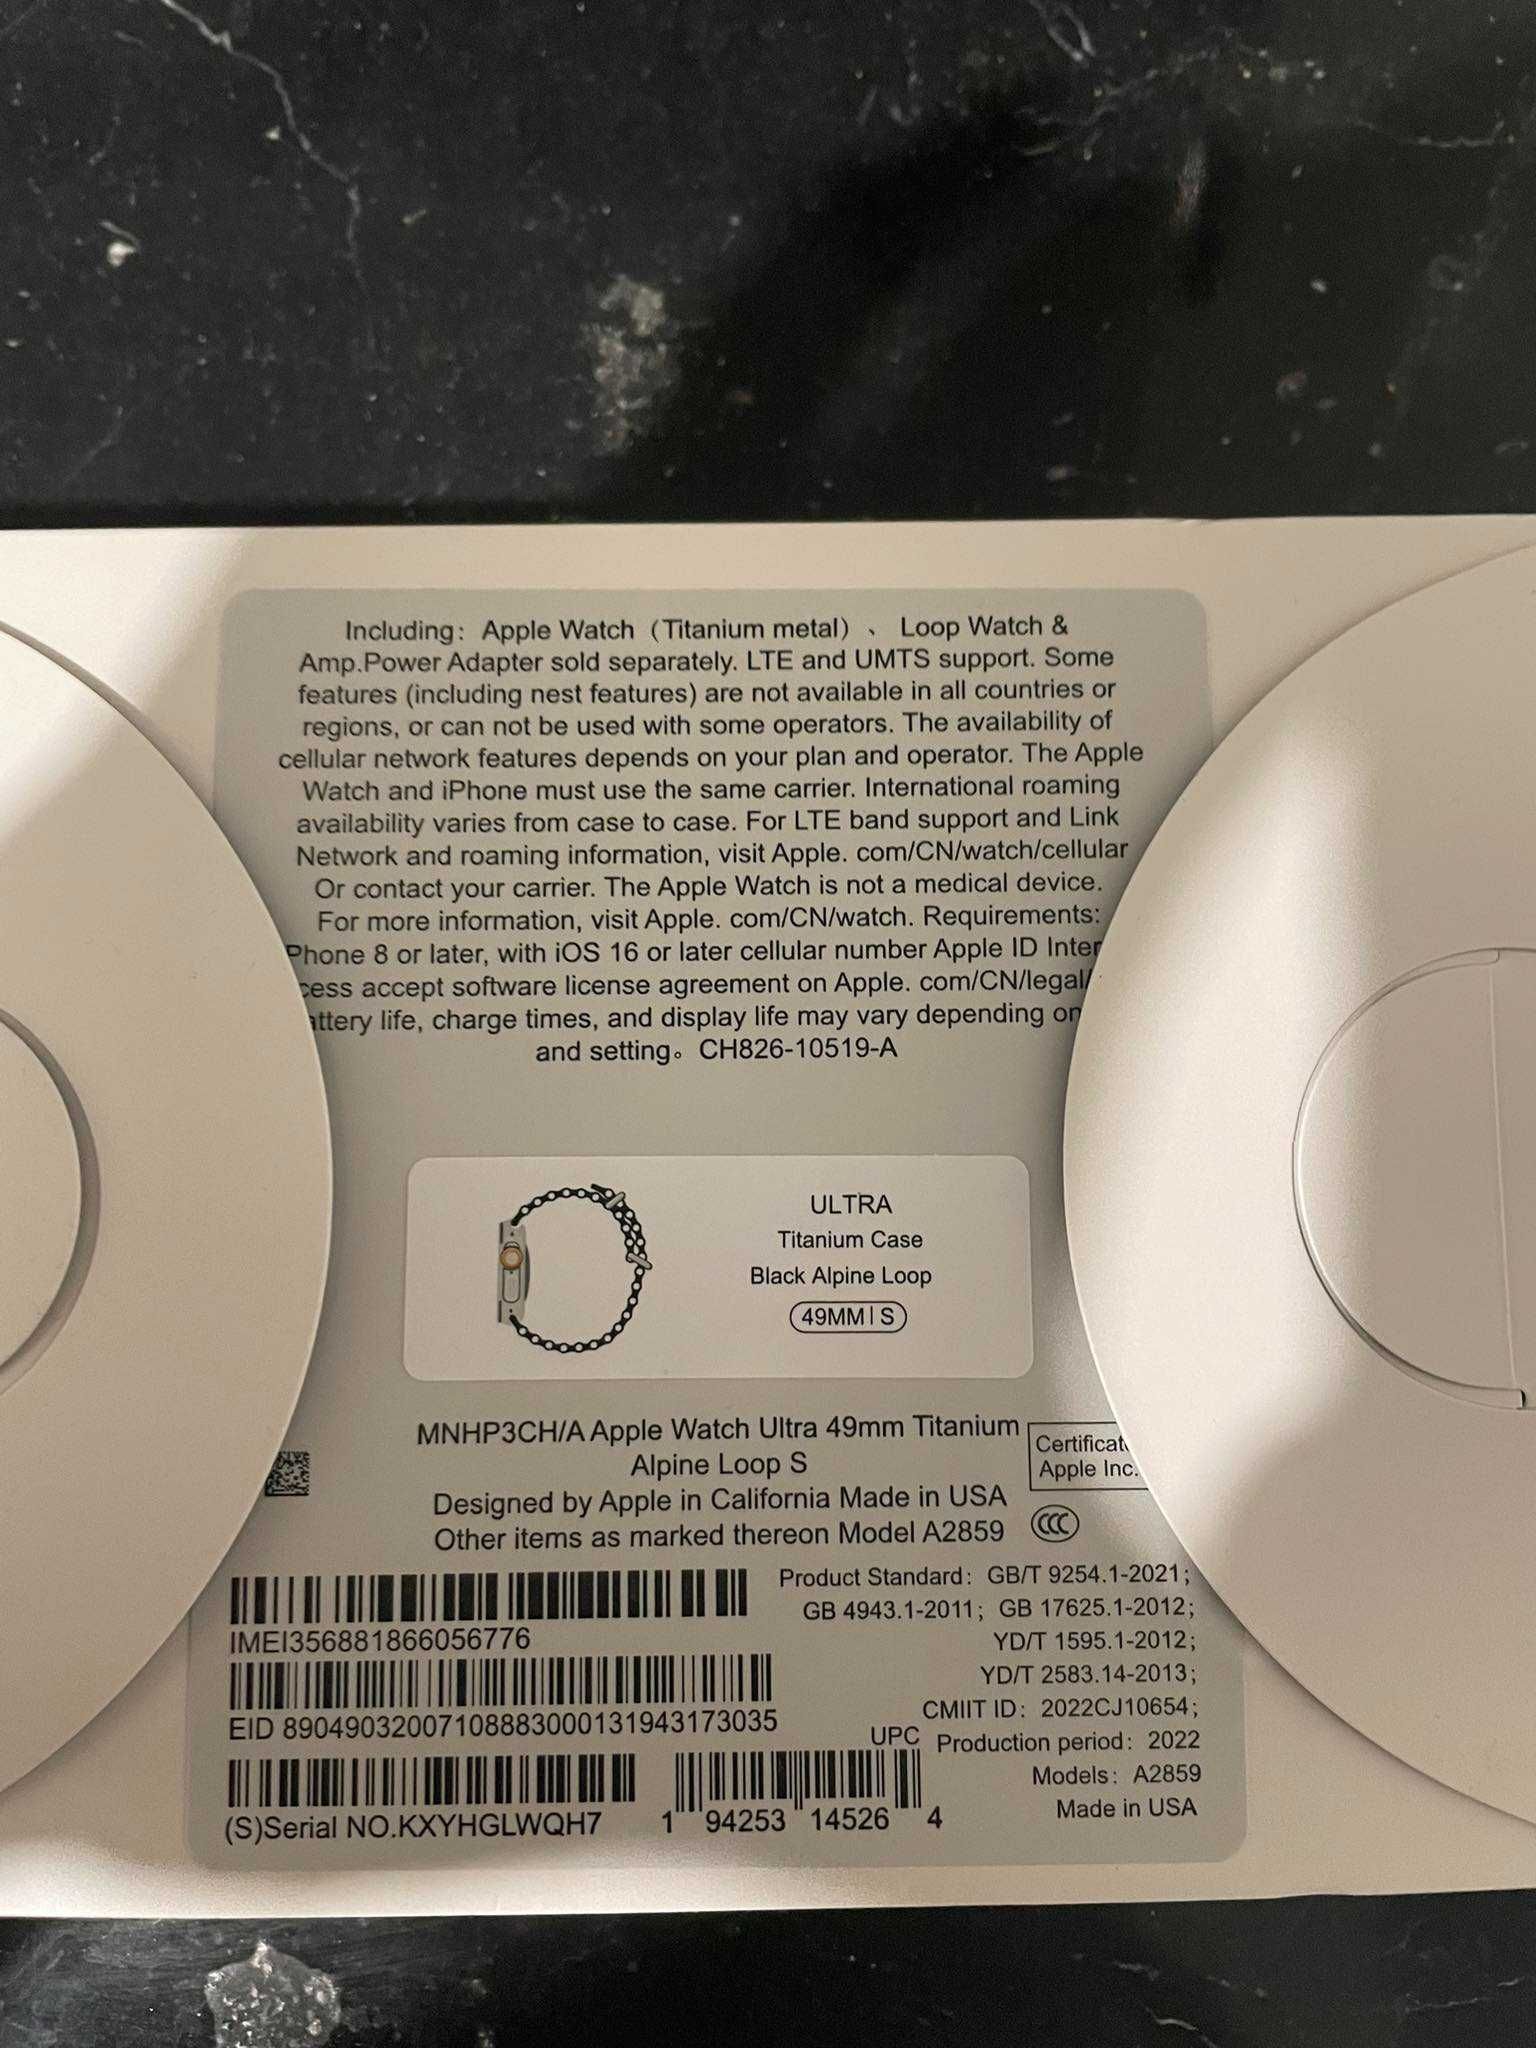 Including：Apple Watch（Titanium metal）、 Loop Watch &
Amp.Power Adapter sold separately. LTE and UMTS support. Some
features (including nest features) are not available in all countries or
regions, or can not be used with some operators. The availability of
cellular network features depends on your plan and operator. The Apple
Watch and iPhone must use the same carrier. International roaming
availability varies from case to case. For LTE band support and Link
Network and roaming information, visit Apple. com/CN/watch/cellular
Or contact your carrier. The Apple Watch is not a medical device.
For more information, visit Apple. com/CN/watch. Requirements:
Phone 8 or later, with iOS 16 or later cellular number Apple ID Inter
cess accept software license agreement on Apple. com/CN/legal/
attery life, charge times, and display life may vary depending on
and setting。CH826-10519-A
ULTRA
Titanium Case
Black Alpine Loop
49MM | S
MNHP3CH/A Apple Watch Ultra 49mm Titanium
Alpine Loop S
Designed by Apple in California Made in USA
Other items as marked thereon Model A2859
Certificat
Apple Inc.
CCC
IMEI356881866056776
EID 89049032007108883000131943173035
(S)Serial NO.KXYHGLWQH7
UPC
1 94253 14526 4
Product Standard：GB/T 9254.1-2021；
GB 4943.1-2011；GB 17625.1-2012；
YD/T 1595.1-2012；
YD/T 2583.14-2013；
CMIIT ID：2022CJ10654；
Production period：2022
Models：A2859
Made in USA